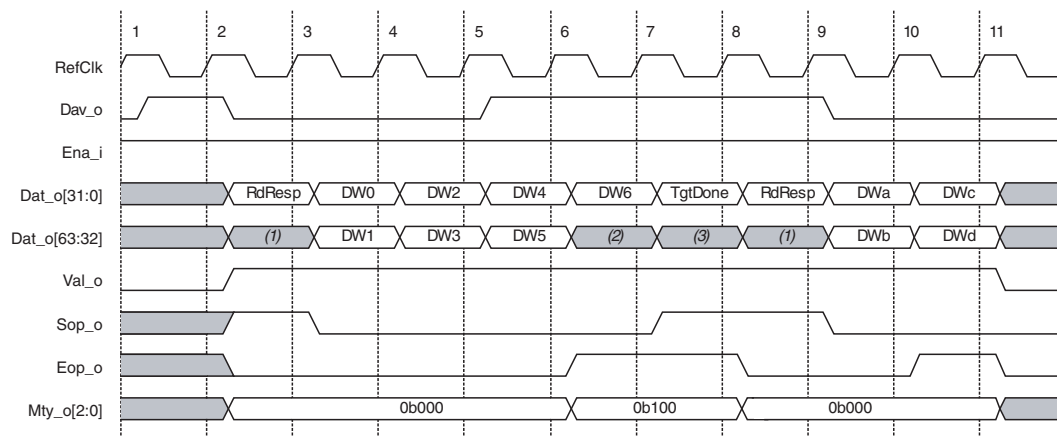 1 2 3 4 5 6 7 8 9 10 11
RefClk
Dav_o
Ena_i
Dat_o[31:0] RdResp DW0 DW2 DW4 DW6 TgtDone RdResp DWa DWc
Dat_o[63:32] (1) DW1 DW3 DW5 (2) (3) (1) DWb DWd
Val_o
Sop_o
Eop_o
Mty_o[2:0] 0b000 0b100 0b000